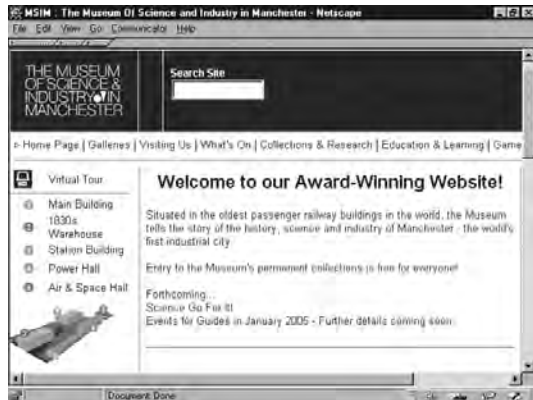 MSIM : The Museum Of Science and Industry in Manchester - Netscape
File Edit View Go Communicator Help
THE MUSEUM
OF SCIENCE &
INDUSTRY IN
MANCHESTER
Search Site
Home Page | Galleries | Visiting Us | What's On | Collections & Research | Education & Learning | Game
Virtual Tour
Main Building
1830s
Warehouse
Station Building
Power Hall
Air & Space Hall
Welcome to our Award-Winning Website!
Situated in the oldest passenger railway buildings in the world, the Museum
tells the story of the history, science and industry of Manchester - the world's
first industrial city
Entry to the Museum's permanent collections is free for everyone!
Forthcoming...
Science Go For It!
Events for Guides in January 2005 - Further details coming soon.
Document Done